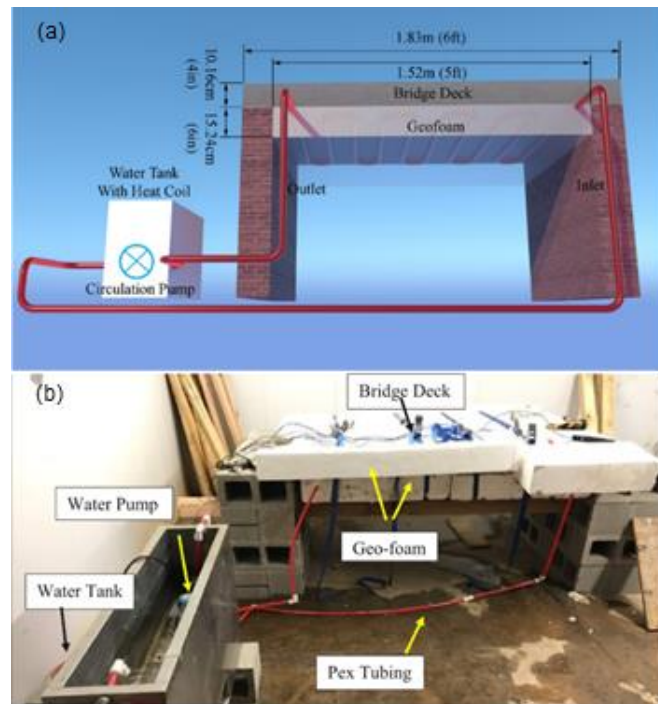 (a)
1.83m (6ft)
1.52m (5ft)
10.16cm
(4in)
Bridge Deck
15.24cm
(6in)
Geofoam
Water Tank
With Heat Coil
Outlet
Inlet
Circulation Pump
(b)
Bridge Deck
Water Pump
Geo-foam
Water Tank
Pex Tubing